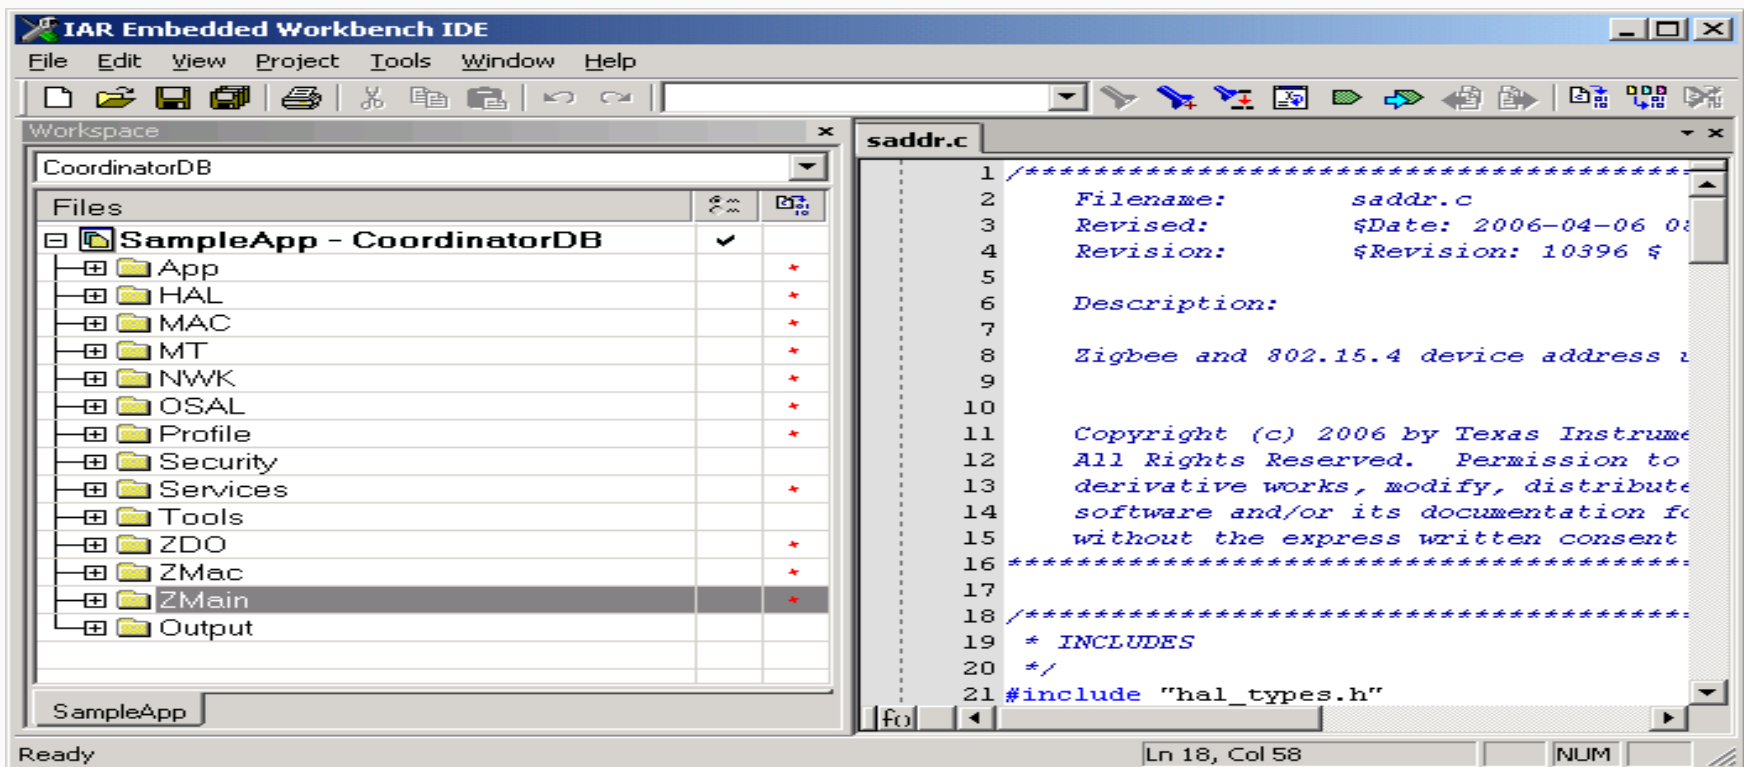 IAR Embedded Workbench IDE
File Edit View Project Tools Window Help
Workspace
CoordinatorDB
Files
SampleApp - CoordinatorDB
App
HAL
MAC
MT
NWK
OSAL
Profile
Security
Services
Tools
ZDO
ZMac
ZMain
Output
SampleApp
saddr.c
1 /****************************************
2 Filename: saddr.c
3 Revised: $Date: 2006-04-06 08
4 Revision: $Revision: 10396 $
5
6 Description:
7
8 Zigbee and 802.15.4 device address
9
10
11 Copyright (c) 2006 by Texas Instrume
12 All Rights Reserved. Permission to
13 derivative works, modify, distribute
14 software and/or its documentation fo
15 without the express written consent
16 ****************************************
17
18 /****************************************
19 * INCLUDES
20 */
21 #include "hal_types.h"
fo
Ready
Ln 18, Col 58
NUM